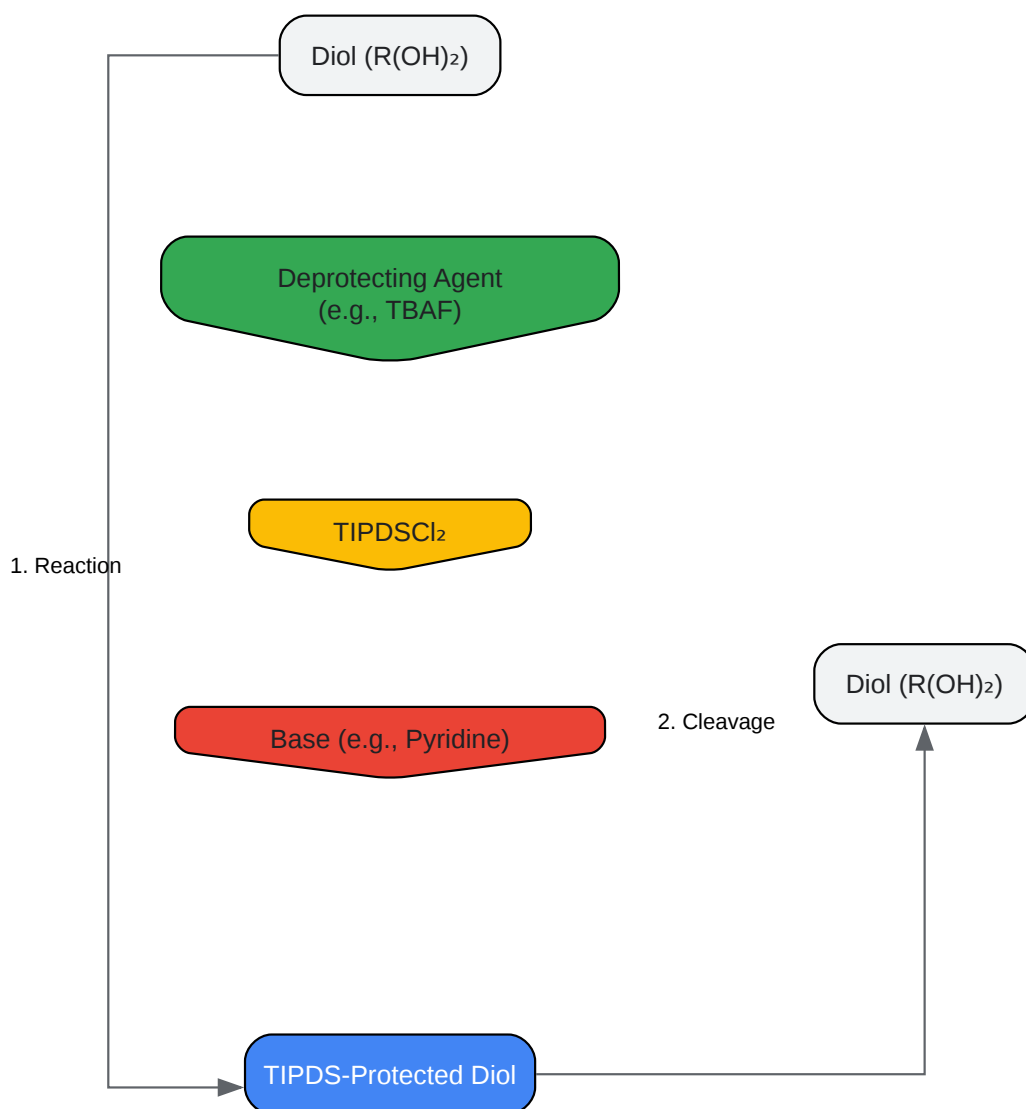 Diol (R(OH)₂)
Deprotecting Agent
(e.g., TBAF)
TIPDSCl₂
1. Reaction
Diol (R(OH)₂)
2. Cleavage
Base (e.g., Pyridine)
TIPDS-Protected Diol